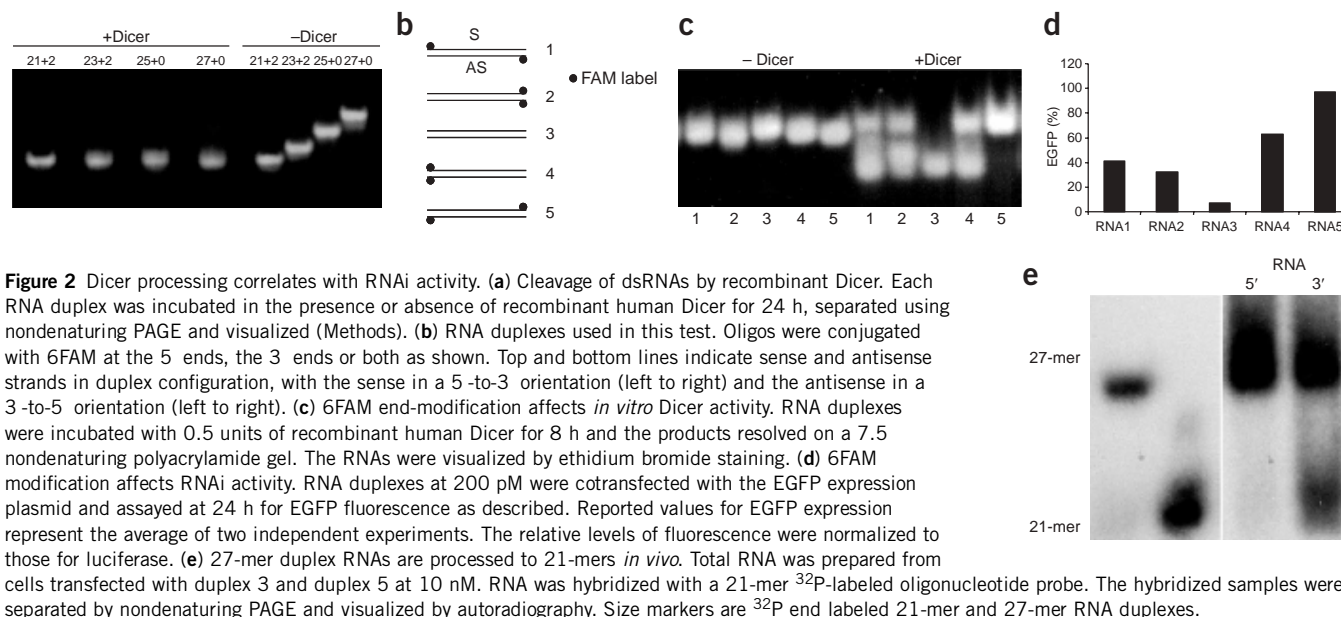 +Dicer
–Dicer
21+2 23+2 25+0 27+0 21+2 23+2 25+0 27+0
b
S
AS
1
2
3
4
5
FAM label
c
– Dicer +Dicer
1 2 3 4 5 1 2 3 4 5
d
EGFP (%)
120
100
80
60
40
20
0
RNA1 RNA2 RNA3 RNA4 RNA5
Figure 2 Dicer processing correlates with RNAi activity. (a) Cleavage of dsRNAs by recombinant Dicer. Each
RNA duplex was incubated in the presence or absence of recombinant human Dicer for 24 h, separated using
nondenaturing PAGE and visualized (Methods). (b) RNA duplexes used in this test. Oligos were conjugated
with 6FAM at the 5 ends, the 3 ends or both as shown. Top and bottom lines indicate sense and antisense
strands in duplex configuration, with the sense in a 5 -to-3 orientation (left to right) and the antisense in a
3 -to-5 orientation (left to right). (c) 6FAM end-modification affects in vitro Dicer activity. RNA duplexes
were incubated with 0.5 units of recombinant human Dicer for 8 h and the products resolved on a 7.5
nondenaturing polyacrylamide gel. The RNAs were visualized by ethidium bromide staining. (d) 6FAM
modification affects RNAi activity. RNA duplexes at 200 pM were cotransfected with the EGFP expression
plasmid and assayed at 24 h for EGFP fluorescence as described. Reported values for EGFP expression
represent the average of two independent experiments. The relative levels of fluorescence were normalized to
those for luciferase. (e) 27-mer duplex RNAs are processed to 21-mers in vivo. Total RNA was prepared from
cells transfected with duplex 3 and duplex 5 at 10 nM. RNA was hybridized with a 21-mer ³²P-labeled oligonucleotide probe. The hybridized samples were
separated by nondenaturing PAGE and visualized by autoradiography. Size markers are ³²P end labeled 21-mer and 27-mer RNA duplexes.
e
RNA
5′ 3′
27-mer
21-mer